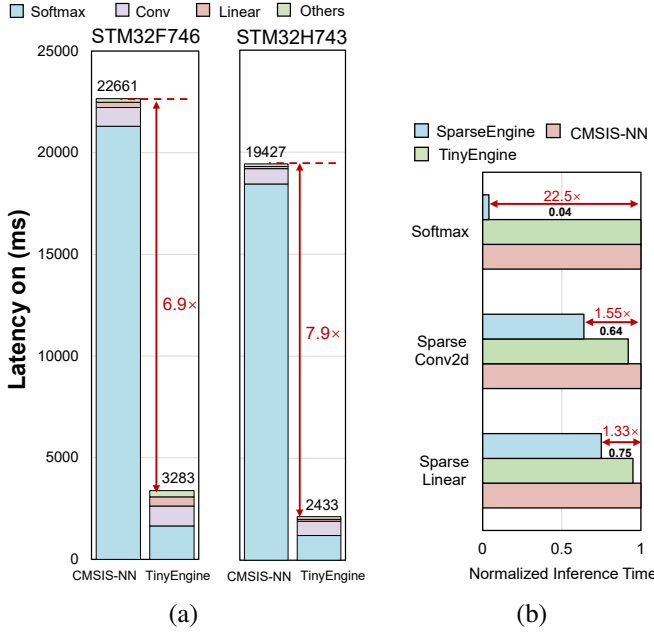 Softmax Conv Linear Others
STM32F746 STM32H743
25000
22661
20000
19427
15000
6.9×
7.9×
10000
5000
3283
2433
0
Latency on (ms)
CMSIS-NN TinyEngine CMSIS-NN TinyEngine
(a)
SparseEngine CMSIS-NN
TinyEngine
22.5×
0.04
Softmax
1.55×
0.64
Sparse
Conv2d
1.33×
0.75
Sparse
Linear
0 0.5 1
Normalized Inference Time
(b)